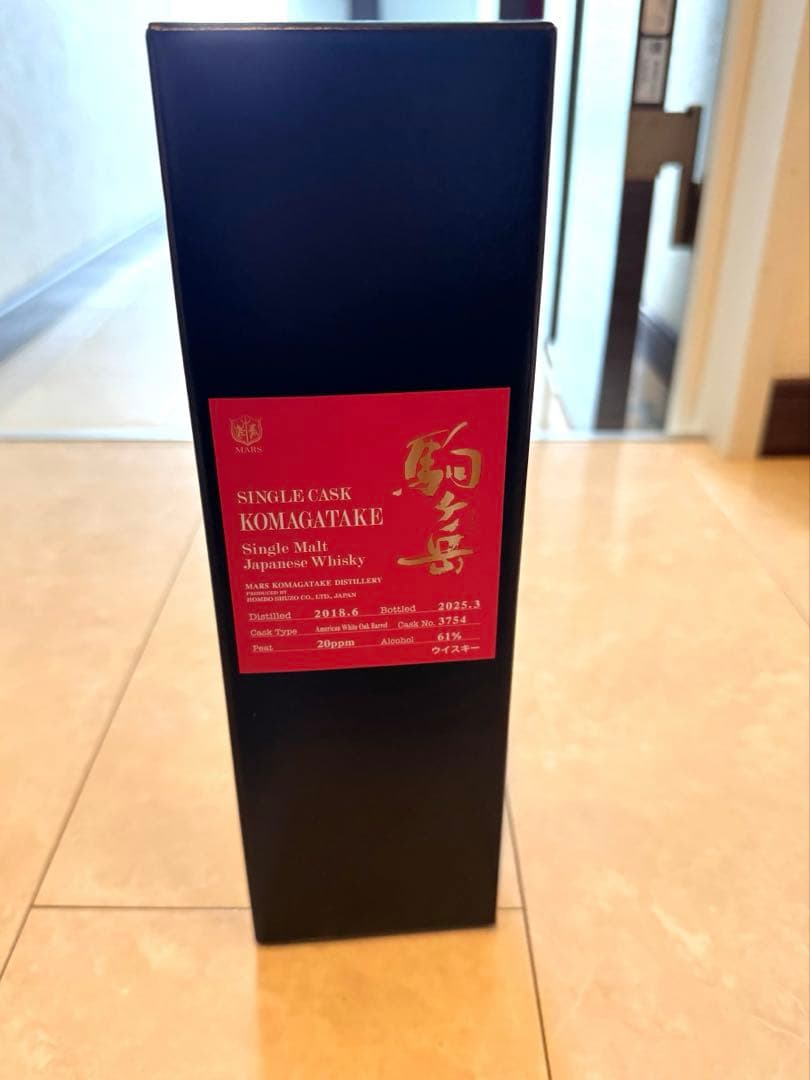 MARS
駒ヶ岳
SINGLE CASK
KOMAGATAKE
Single Malt
Japanese Whisky
MARS KOMAGATAKE DISTILLERY
PRODUCED BY
HOMBO SHUZO CO., LTD., JAPAN
Distilled 2018.6 Bottled 2025.3
Cask Type American White Oak Barrel Cask No. 3754
Peat 20ppm Alcohol 61%
ウイスキー